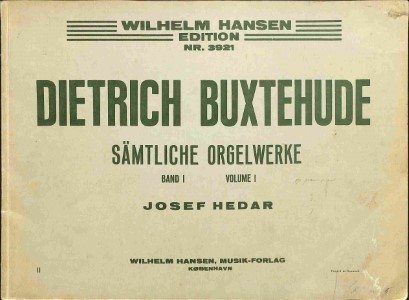 WILHELM HANSEN
EDITION
NR. 3921
DIETRICH BUXTEHUDE
SÄMTLICHE ORGELWERKE
BAND I VOLUME I
JOSEF HEDAR
WILHELM HANSEN, MUSIK-FORLAG
KØBENHAVN